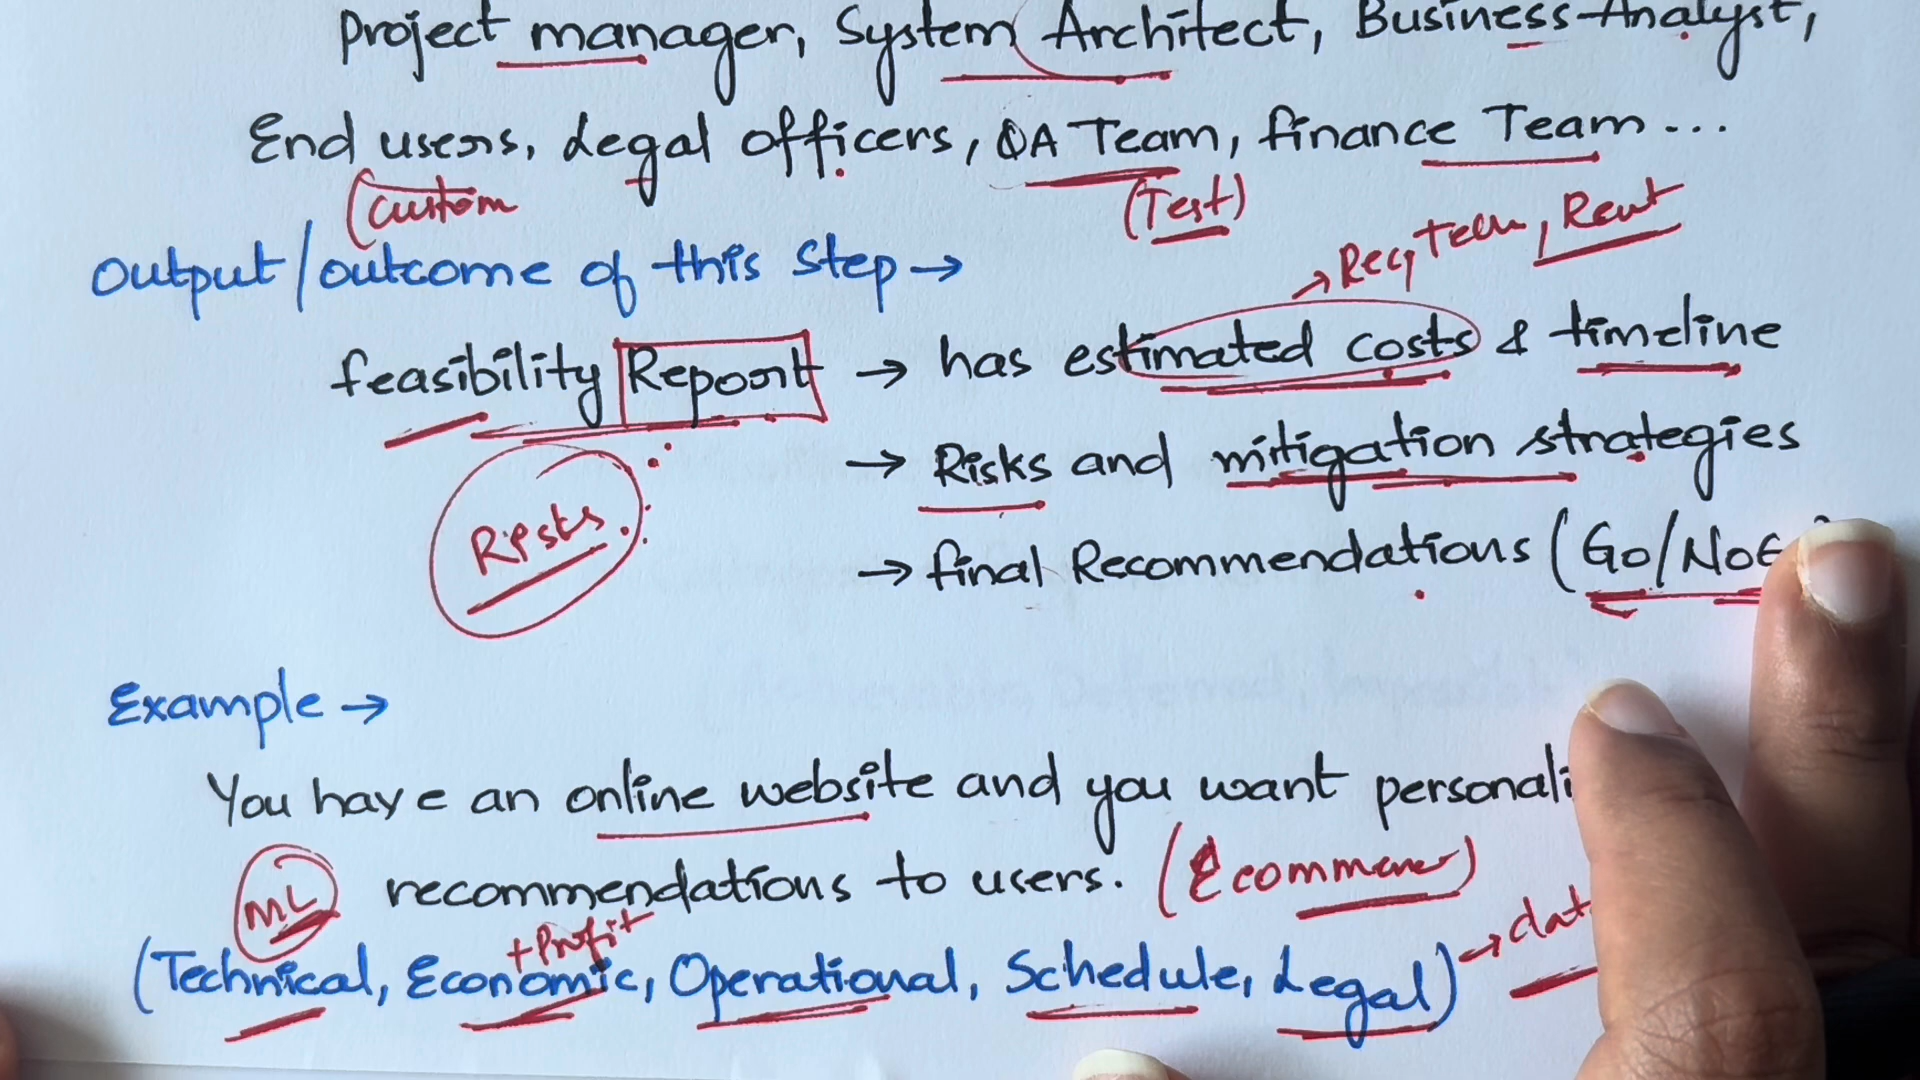 Project manager, System Architect, Business Analyst,
End users, Legal officers, QA Team, finance Team ...
(Custom
(Test)
→ Req, Team, Rent
Output/outcome of this step →
feasibility Report → has estimated costs & timeline
→ Risks and mitigation strategies
Risks
→ final Recommendations (Go/No
Example →
You have an online website and you want personali
ML recommendations to users. (Ecommerce)
+ Profit
(Technical, Economic, Operational, Schedule, Legal) → dat